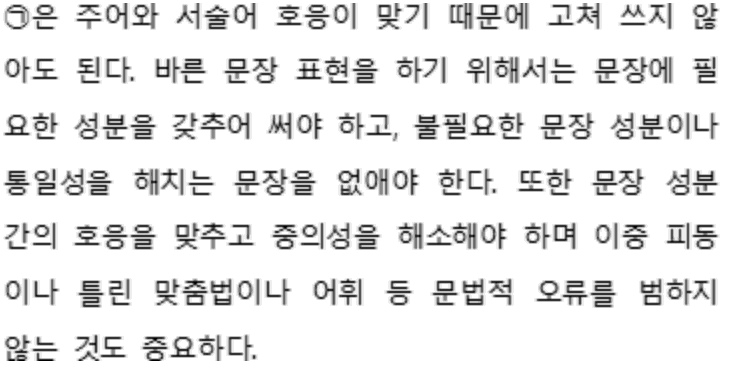 ㉠은 주어와 서술어 호응이 맞기 때문에 고쳐 쓰지 않
아도 된다. 바른 문장 표현을 하기 위해서는 문장에 필
요한 성분을 갖추어 써야 하고, 불필요한 문장 성분이나
통일성을 해치는 문장을 없애야 한다. 또한 문장 성분
간의 호응을 맞추고 중의성을 해소해야 하며 이중 피동
이나 틀린 맞춤법이나 어휘 등 문법적 오류를 범하지
않는 것도 중요하다.